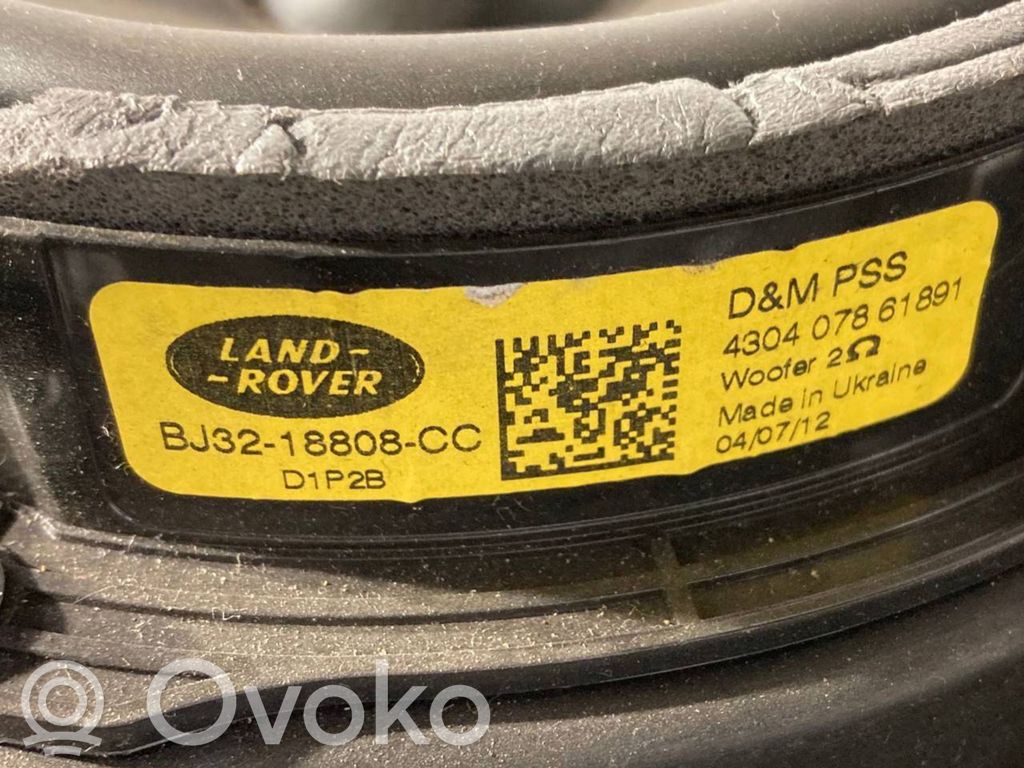 LAND-
-ROVER
BJ32-18808-CC
D1P2B
D&M PSS
4304 078 61891
Woofer 2Ω
Made in Ukraine
04/07/12
R Ovoko